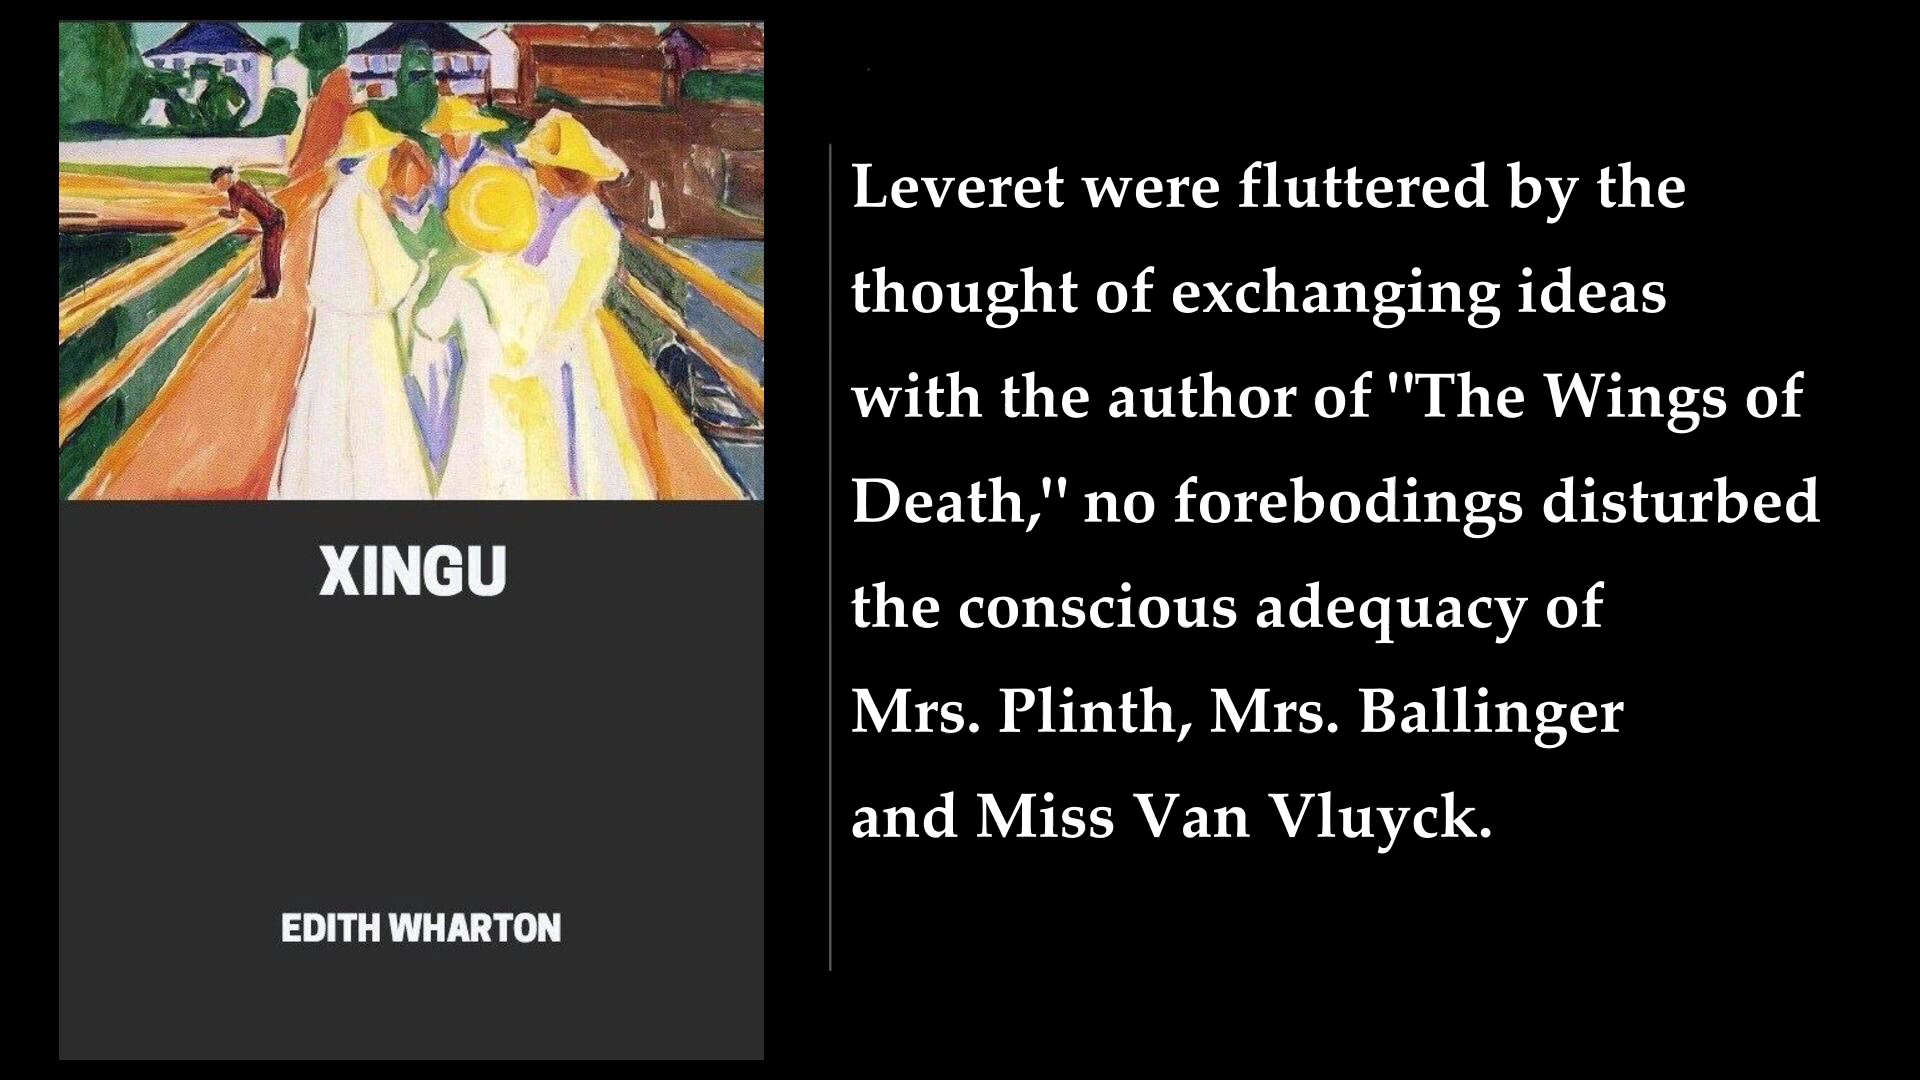 XINGU
EDITH WHARTON
Leveret were fluttered by the
thought of exchanging ideas
with the author of "The Wings of
Death," no forebodings disturbed
the conscious adequacy of
Mrs. Plinth, Mrs. Ballinger
and Miss Van Vluyck.